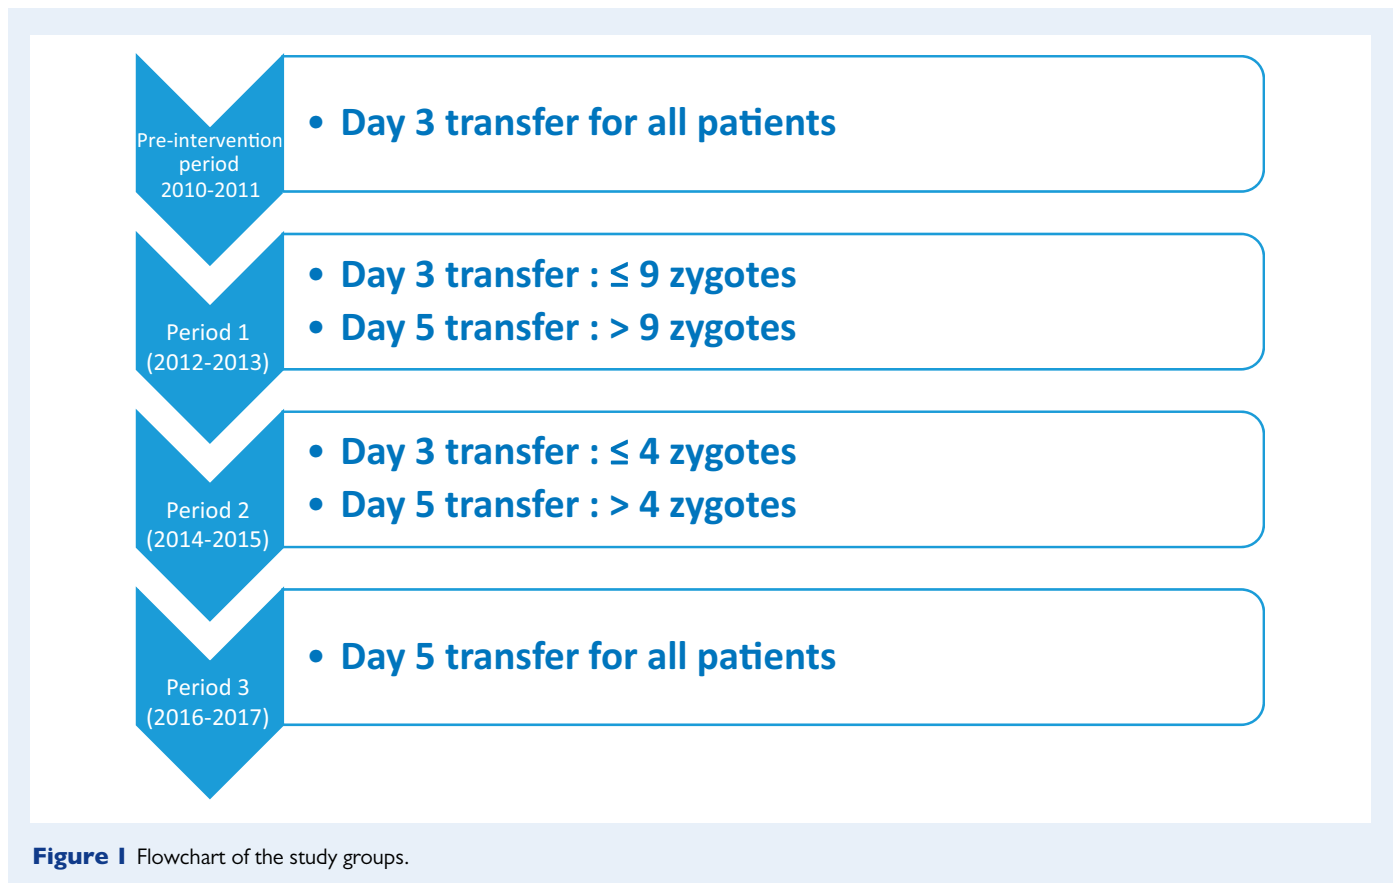 Pre-intervention
period
2010-2011
• Day 3 transfer for all patients
Period 1
(2012-2013)
• Day 3 transfer : ≤ 9 zygotes
• Day 5 transfer : > 9 zygotes
Period 2
(2014-2015)
• Day 3 transfer : ≤ 4 zygotes
• Day 5 transfer : > 4 zygotes
Period 3
(2016-2017)
• Day 5 transfer for all patients
Figure 1 Flowchart of the study groups.